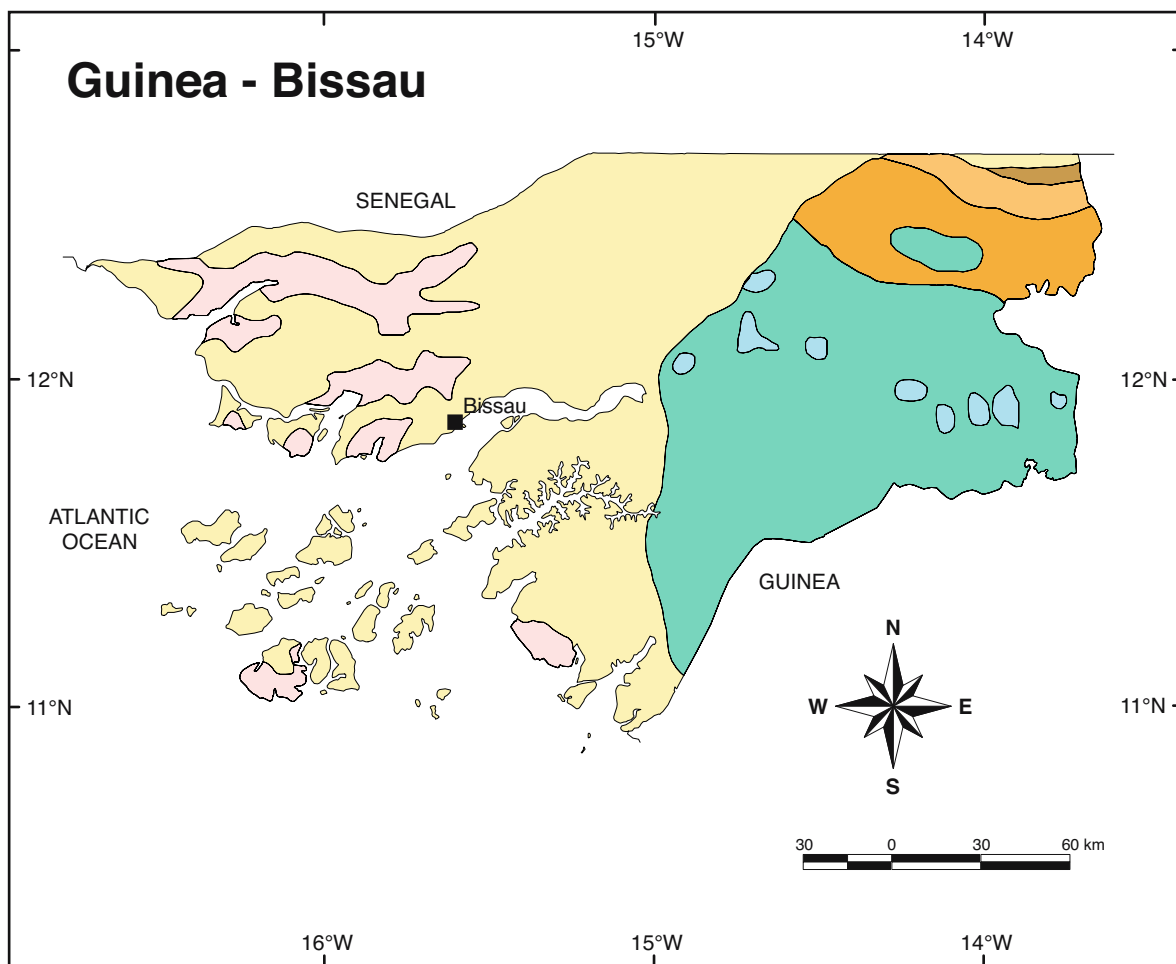 15°W
14°W
Guinea - Bissau
SENEGAL
12°N
12°N
Bissau
ATLANTIC
OCEAN
GUINEA
N
W
E
S
11°N
11°N
30
0
30
60 km
16°W
15°W
14°W